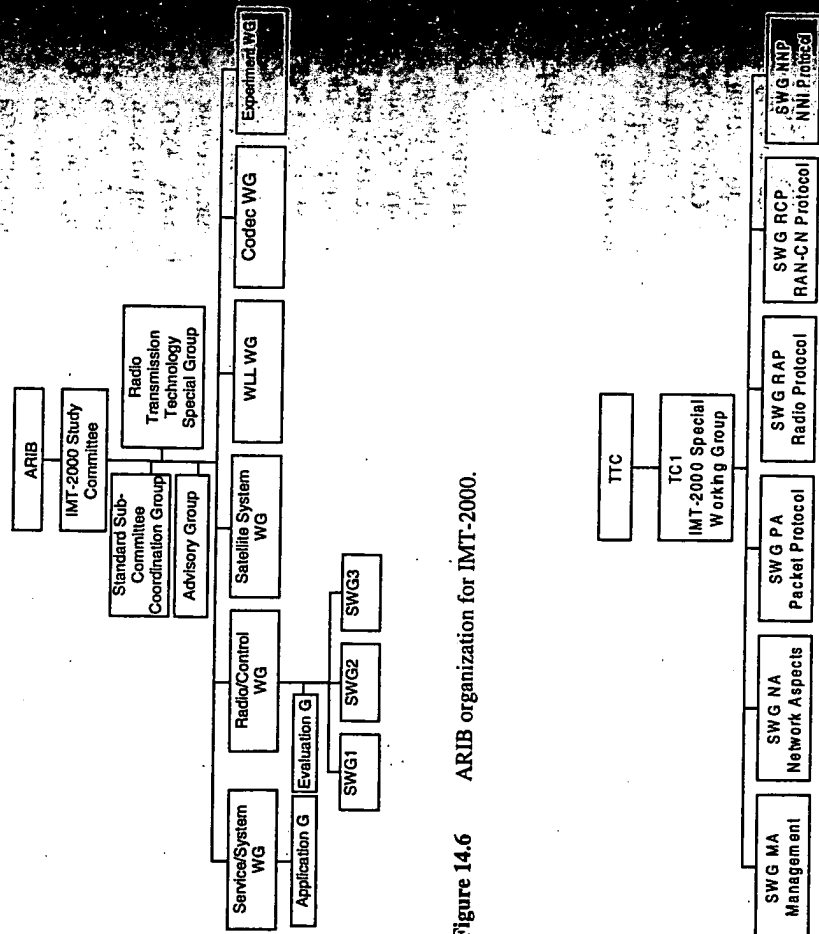 ARIB
IMT-2000 Study
Committee
Standard Sub-
Committee
Coordination Group
Radio
Transmission
Technology
Special Group
Advisory Group
Service/System
WG
Radio/Control
WG
Satellite System
WG
WLL WG
Codec WG
Experiment WG
Application G
Evaluation G
SWG1
SWG2
SWG3
Figure 14.6 ARIB organization for IMT-2000.
TTC
TC1
IMT-2000 Special
Working Group
SWG MA
Management
SWG NA
Network Aspects
SWG PA
Packet Protocol
SWG RAP
Radio Protocol
SWG RCP
RAN-CN Protocol
SWG NNP
NNI Protocol